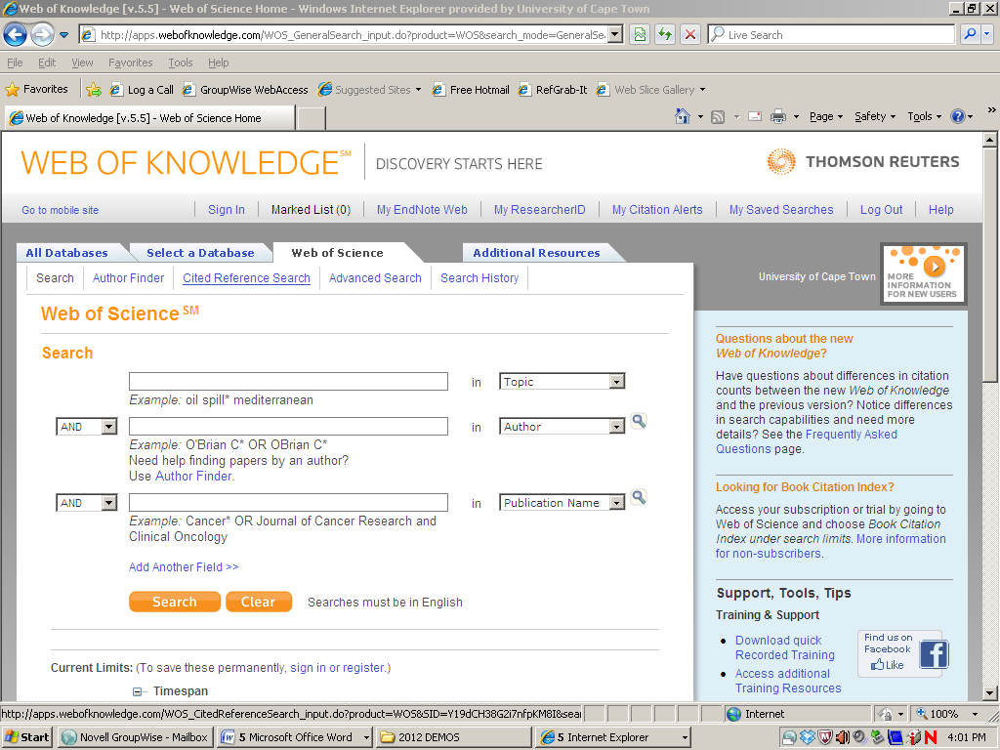 Web of Knowledge [v.5.5] - Web of Science Home - Windows Internet Explorer provided by University of Cape Town
http://apps.webofknowledge.com/WOS_GeneralSearch_input.do?product=WOS&search_mode=GeneralSe
Live Search
File Edit View Favorites Tools Help
Favorites Log a Call GroupWise WebAccess Suggested Sites Free Hotmail RefGrab-It Web Slice Gallery
Web of Knowledge [v.5.5] - Web of Science Home
Page Safety Tools
WEB OF KNOWLEDGE SM DISCOVERY STARTS HERE
THOMSON REUTERS
Go to mobile site Sign In Marked List (0) My EndNote Web My ResearcherID My Citation Alerts My Saved Searches Log Out Help
All Databases Select a Database Web of Science Additional Resources
Search Author Finder Cited Reference Search Advanced Search Search History
University of Cape Town
MORE
INFORMATION
FOR NEW USERS
Web of Science SM
Search
in Topic
Example: oil spill* mediterranean
AND in Author
Example: O'Brian C* OR OBrian C*
Need help finding papers by an author?
Use Author Finder.
AND in Publication Name
Example: Cancer* OR Journal of Cancer Research and
Clinical Oncology
Add Another Field >>
Search Clear Searches must be in English
Current Limits: (To save these permanently, sign in or register.)
Timespan
Questions about the new
Web of Knowledge?
Have questions about differences in citation
counts between the new Web of Knowledge
and the previous version? Notice differences
in search capabilities and need more
details? See the Frequently Asked
Questions page.
Looking for Book Citation Index?
Access your subscription or trial by going to
Web of Science and choose Book Citation
Index under search limits. More information
for non-subscribers.
Support, Tools, Tips
Training & Support
Download quick
Recorded Training
Access additional
Training Resources
Find us on
Facebook
Like
http://apps.webofknowledge.com/WOS_CitedReferenceSearch_input.do?product=WOS&SID=Y19dCH38G2i7nfpKM8I&sear
Internet 100%
Start Novell GroupWise - Mailbox 5 Microsoft Office Word 2012 DEMOS 5 Internet Explorer 4:01 PM